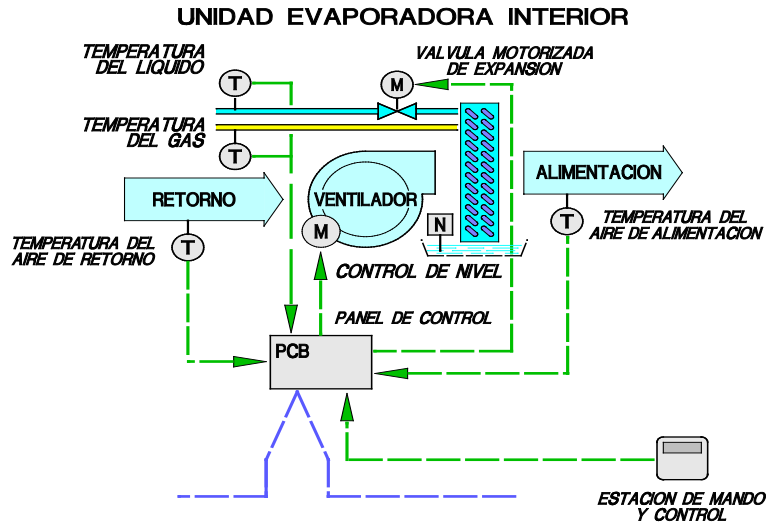 UNIDAD EVAPORADORA INTERIOR
TEMPERATURA
DEL LIQUIDO
T
M
VALVULA MOTORIZADA
DE EXPANSION
TEMPERATURA
DEL GAS
T
RETORNO
VENTILADOR
ALIMENTACION
M
N
T
TEMPERATURA DEL
AIRE DE RETORNO
T
TEMPERATURA DEL
AIRE DE ALIMENTACION
CONTROL DE NIVEL
PANEL DE CONTROL
PCB
ESTACION DE MANDO
Y CONTROL